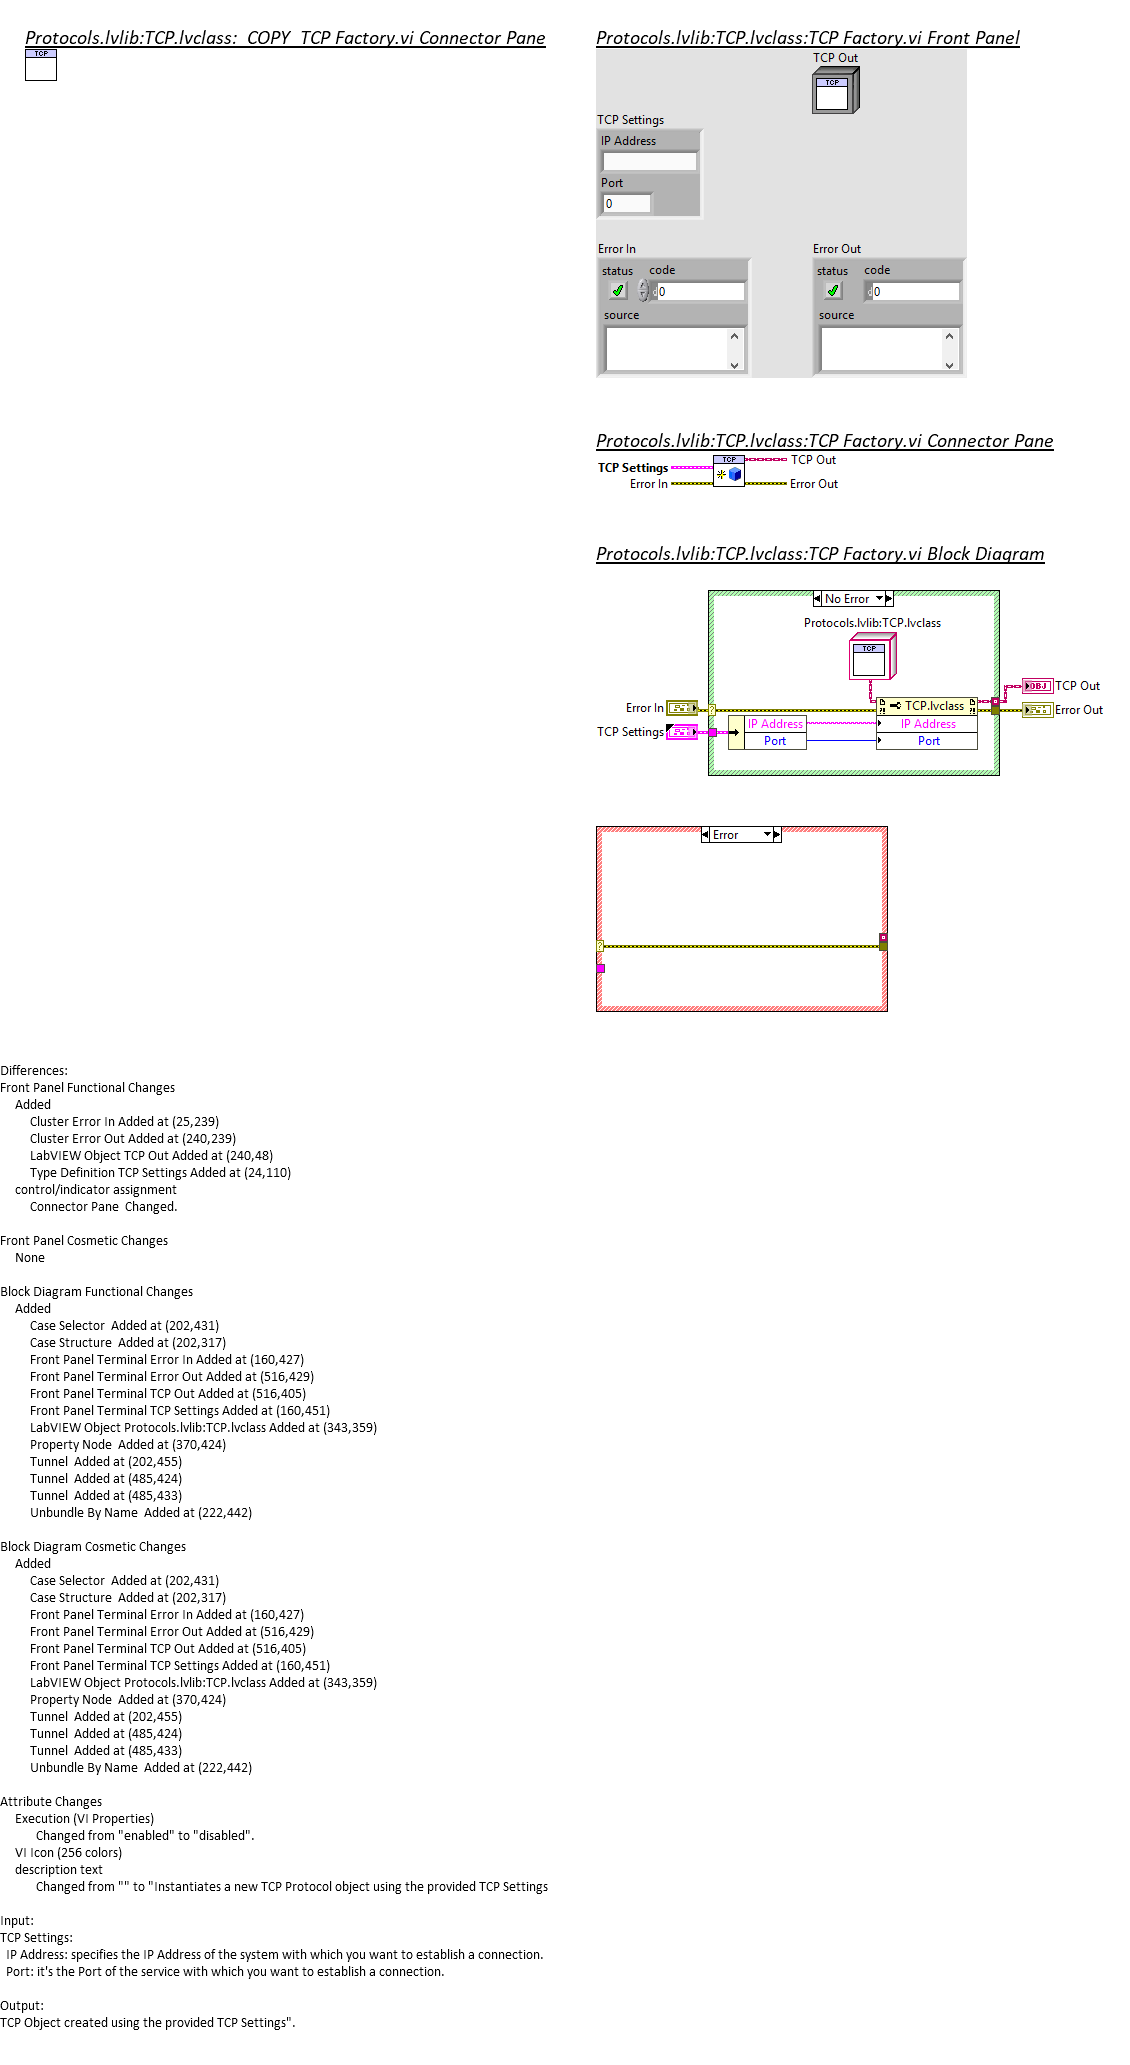 Protocols.lvlib:TCP.lvclass:_COPY_TCP Factory.vi Connector Pane
TCP
Protocols.lvlib:TCP.lvclass:TCP Factory.vi Front Panel
TCP Out
TCP
TCP Settings
IP Address
Port
0
Error In
status code
0
source
Error Out
status code
0
source
Protocols.lvlib:TCP.lvclass:TCP Factory.vi Connector Pane
TCP
TCP Settings
Error In
TCP Out
Error Out
Protocols.lvlib:TCP.lvclass:TCP Factory.vi Block Diagram
No Error
Protocols.lvlib:TCP.lvclass
TCP
Error In
TCP Settings
?
IP Address
Port
TCP.lvclass
IP Address
Port
OBJ TCP Out
Error Out
Error
?
Differences:
Front Panel Functional Changes
Added
Cluster Error In Added at (25,239)
Cluster Error Out Added at (240,239)
LabVIEW Object TCP Out Added at (240,48)
Type Definition TCP Settings Added at (24,110)
control/indicator assignment
Connector Pane  Changed.
Front Panel Cosmetic Changes
None
Block Diagram Functional Changes
Added
Case Selector  Added at (202,431)
Case Structure  Added at (202,317)
Front Panel Terminal Error In Added at (160,427)
Front Panel Terminal Error Out Added at (516,429)
Front Panel Terminal TCP Out Added at (516,405)
Front Panel Terminal TCP Settings Added at (160,451)
LabVIEW Object Protocols.lvlib:TCP.lvclass Added at (343,359)
Property Node  Added at (370,424)
Tunnel  Added at (202,455)
Tunnel  Added at (485,424)
Tunnel  Added at (485,433)
Unbundle By Name  Added at (222,442)
Block Diagram Cosmetic Changes
Added
Case Selector  Added at (202,431)
Case Structure  Added at (202,317)
Front Panel Terminal Error In Added at (160,427)
Front Panel Terminal Error Out Added at (516,429)
Front Panel Terminal TCP Out Added at (516,405)
Front Panel Terminal TCP Settings Added at (160,451)
LabVIEW Object Protocols.lvlib:TCP.lvclass Added at (343,359)
Property Node  Added at (370,424)
Tunnel  Added at (202,455)
Tunnel  Added at (485,424)
Tunnel  Added at (485,433)
Unbundle By Name  Added at (222,442)
Attribute Changes
Execution (VI Properties)
Changed from "enabled" to "disabled".
VI Icon (256 colors)
description text
Changed from "" to "Instantiates a new TCP Protocol object using the provided TCP Settings
Input:
TCP Settings:
IP Address: specifies the IP Address of the system with which you want to establish a connection.
Port: it's the Port of the service with which you want to establish a connection.
Output:
TCP Object created using the provided TCP Settings".